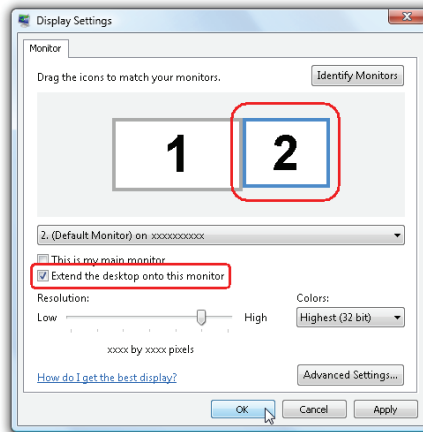 Display Settings
Monitor
Drag the icons to match your monitors.
Identify Monitors
1
2
2. (Default Monitor) on xxxxxxxxxx
This is my main monitor
Extend the desktop onto this monitor
Resolution:
Colors:
Low
High
Highest (32 bit)
xxxx by xxxx pixels
How do I get the best display?
Advanced Settings...
OK
Cancel
Apply